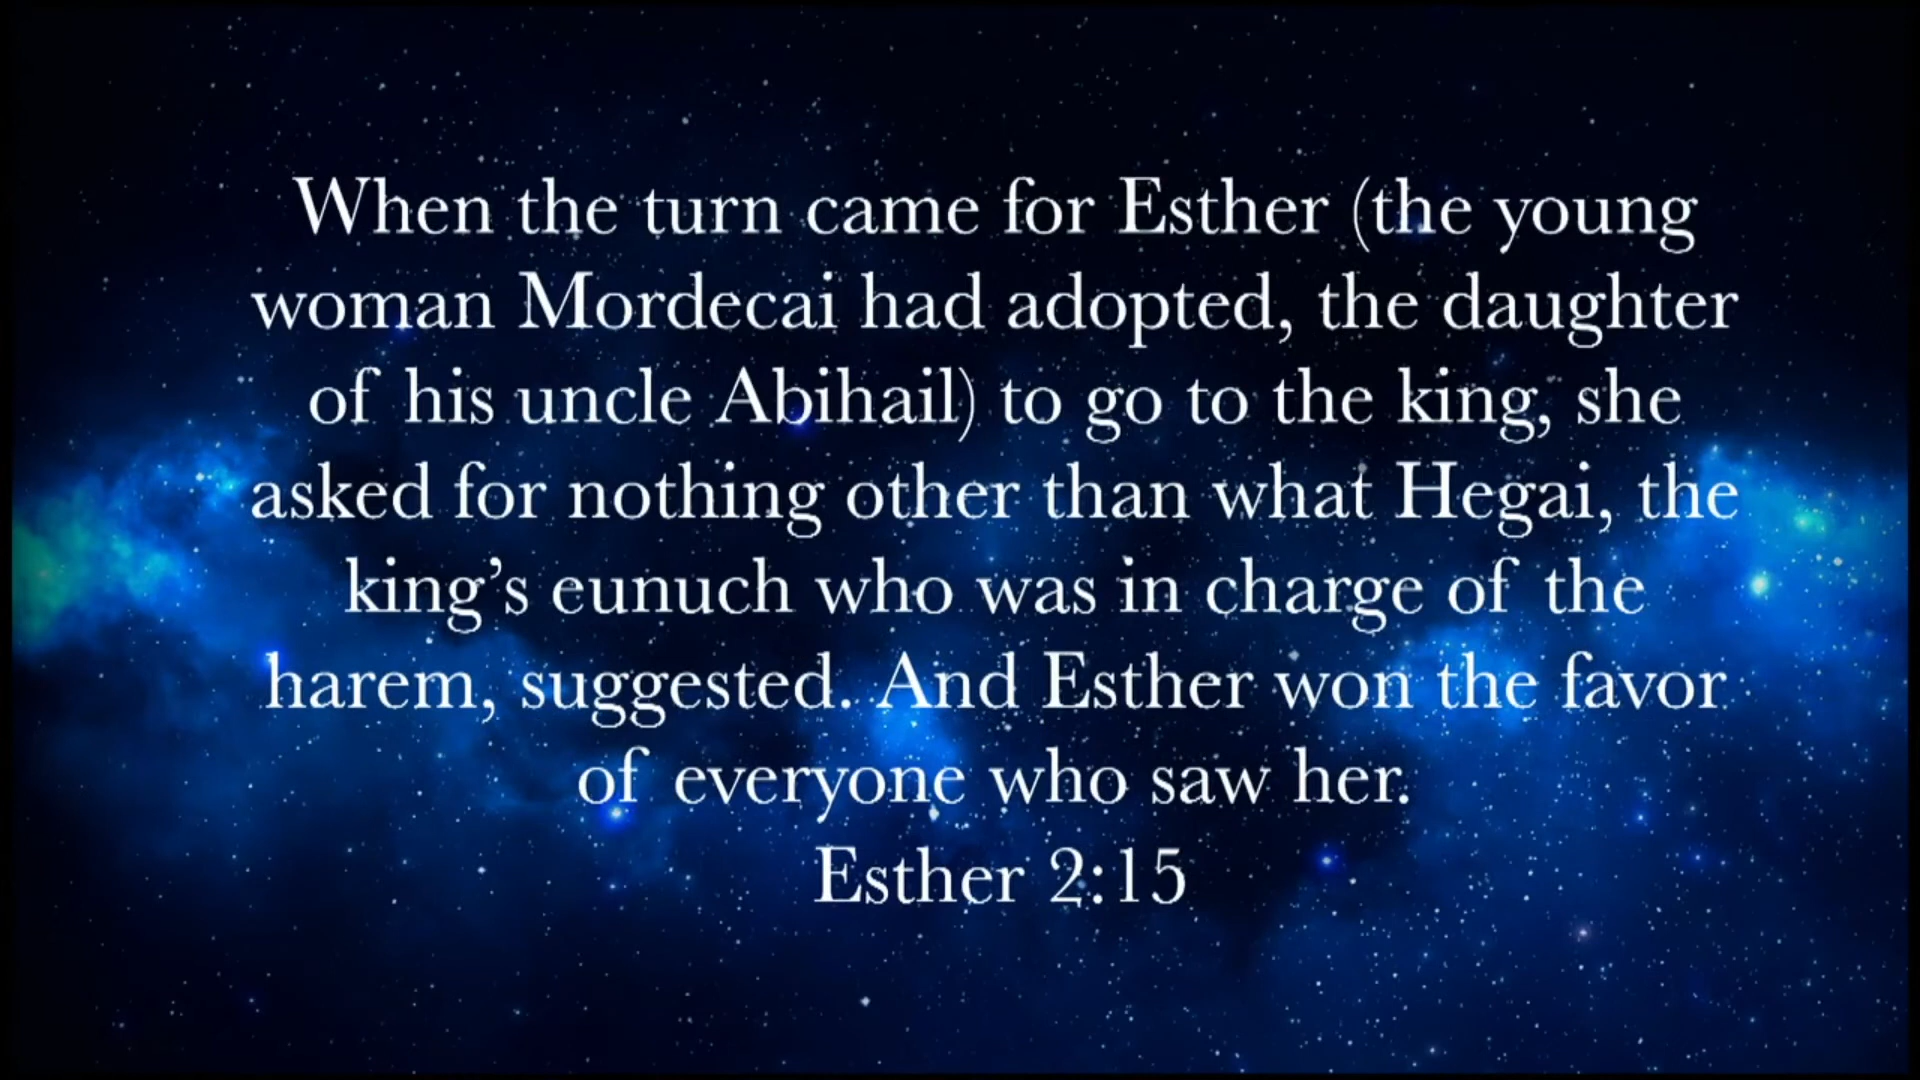 When the turn came for Esther (the young
woman Mordecai had adopted, the daughter
of his uncle Abihail) to go to the king, she
asked for nothing other than what Hegai, the
king’s eunuch who was in charge of the
harem, suggested. And Esther won the favor
of everyone who saw her.
Esther 2:15